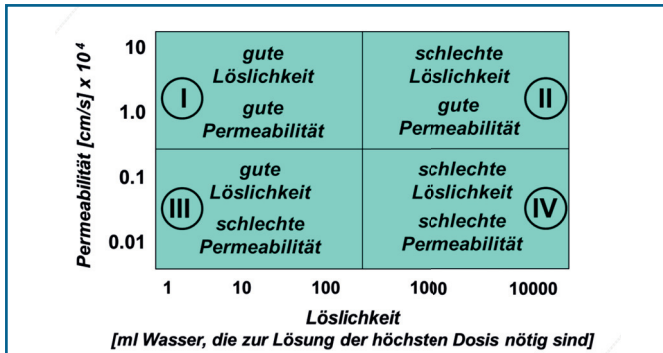 Permeabilität [cm/s] x 10⁴
10
1.0
0.1
0.01
I
gute
Löslichkeit
gute
Permeabilität
schlechte
Löslichkeit
gute
Permeabilität
II
III
gute
Löslichkeit
schlechte
Permeabilität
schlechte
Löslichkeit
schlechte
Permeabilität
IV
1 10 100 1000 10000
Löslichkeit
[ml Wasser, die zur Lösung der höchsten Dosis nötig sind]